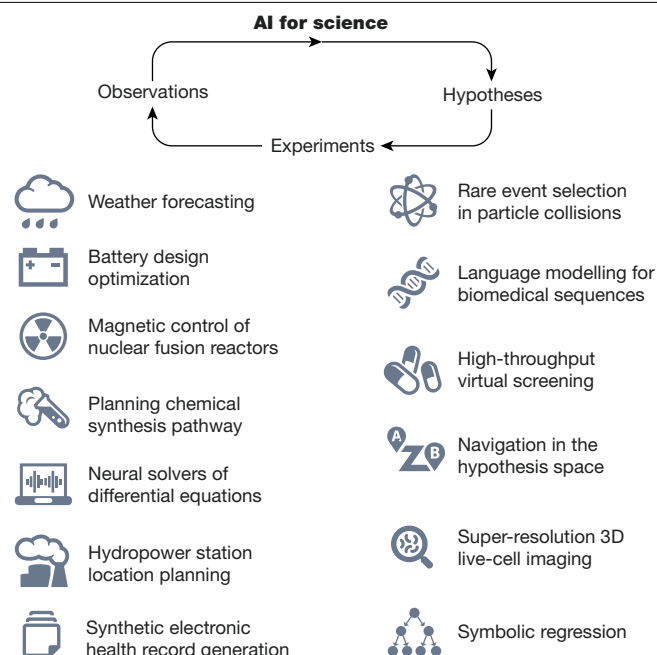 AI for science
Observations
Hypotheses
Experiments
Weather forecasting
Battery design
optimization
Magnetic control of
nuclear fusion reactors
Planning chemical
synthesis pathway
Neural solvers of
differential equations
Hydropower station
location planning
Synthetic electronic
health record generation
Rare event selection
in particle collisions
Language modelling for
biomedical sequences
High-throughput
virtual screening
A
Z
B
Navigation in the
hypothesis space
Super-resolution 3D
live-cell imaging
Symbolic regression